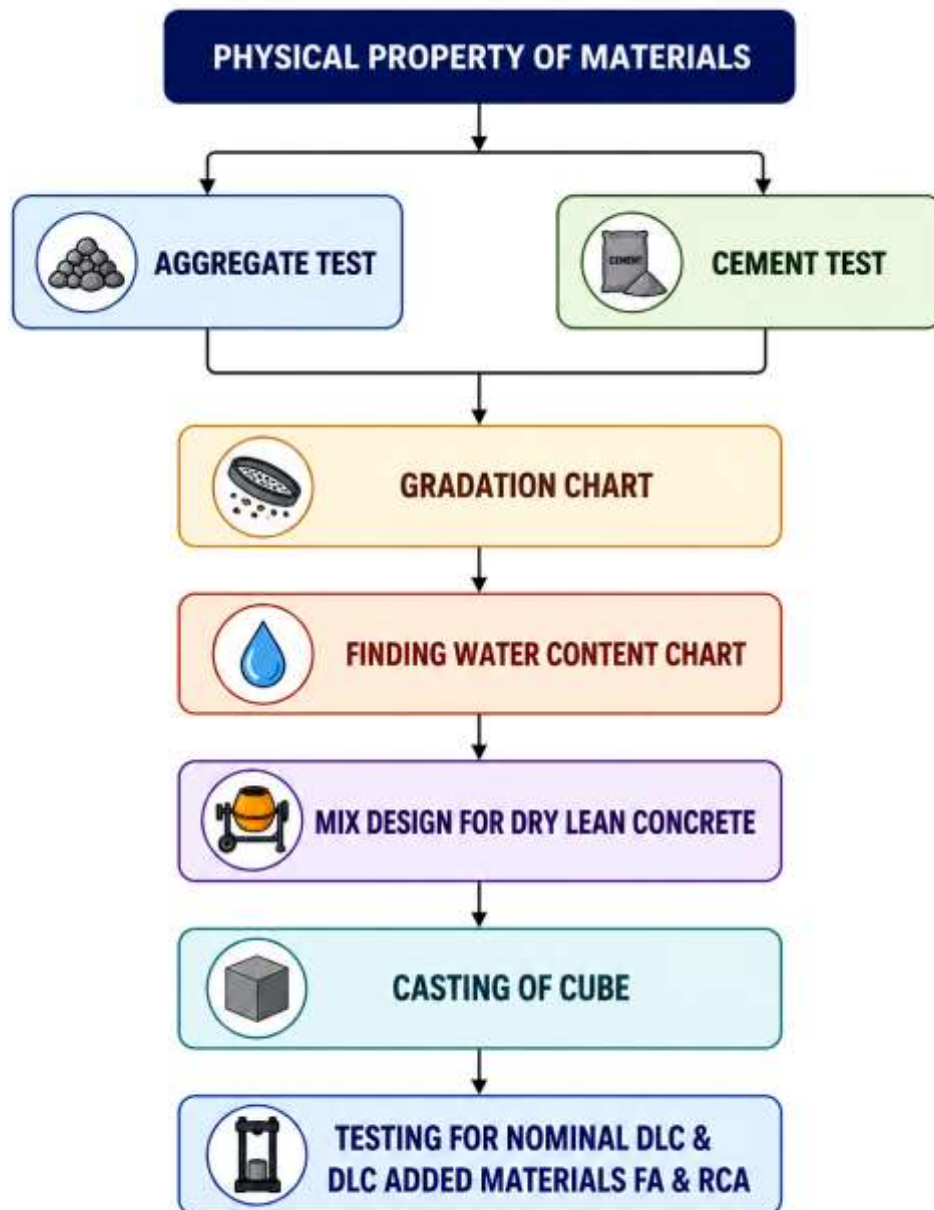 PHYSICAL PROPERTY OF MATERIALS
AGGREGATE TEST
CEMENT
CEMENT TEST
GRADATION CHART
FINDING WATER CONTENT CHART
MIX DESIGN FOR DRY LEAN CONCRETE
CASTING OF CUBE
TESTING FOR NOMINAL DLC &
DLC ADDED MATERIALS FA & RCA